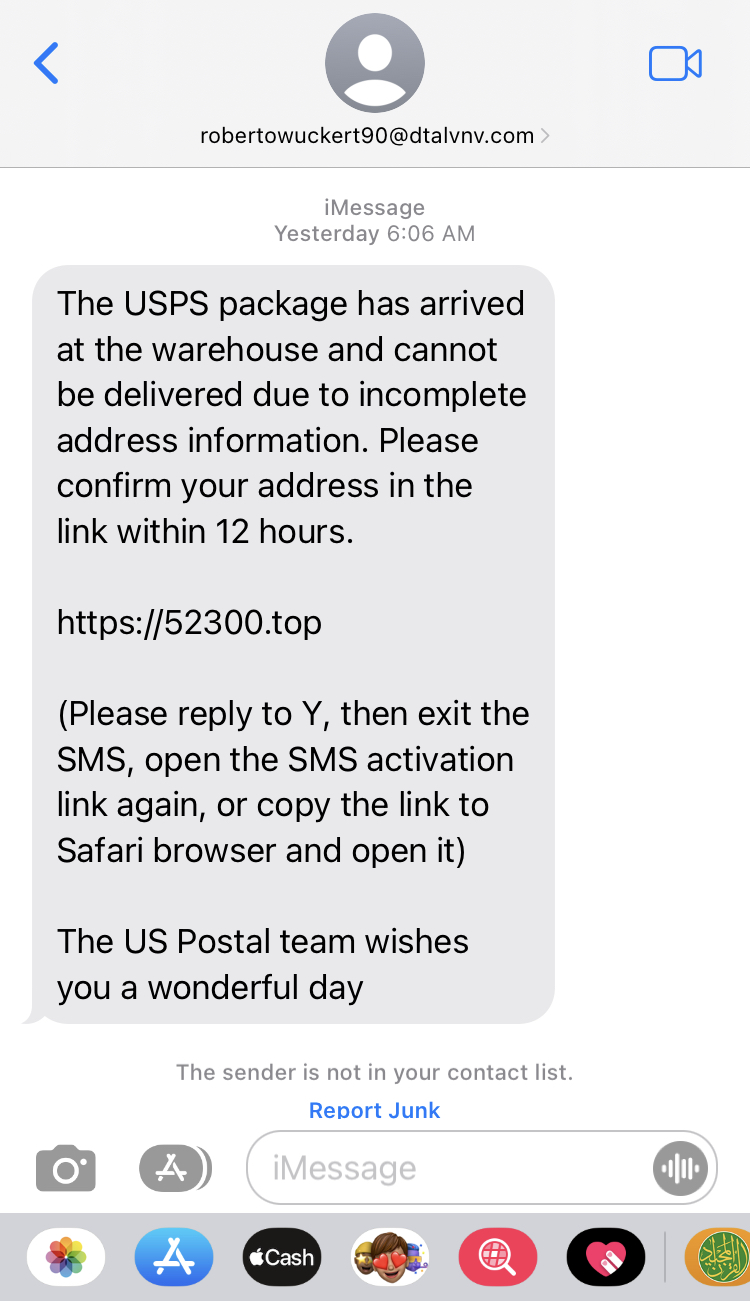 robertowuckert90@dtalvnv.com
iMessage
Yesterday 6:06 AM
The USPS package has arrived
at the warehouse and cannot
be delivered due to incomplete
address information. Please
confirm your address in the
link within 12 hours.
https://52300.top
(Please reply to Y, then exit the
SMS, open the SMS activation
link again, or copy the link to
Safari browser and open it)
The US Postal team wishes
you a wonderful day
The sender is not in your contact list.
Report Junk
iMessage
Cash